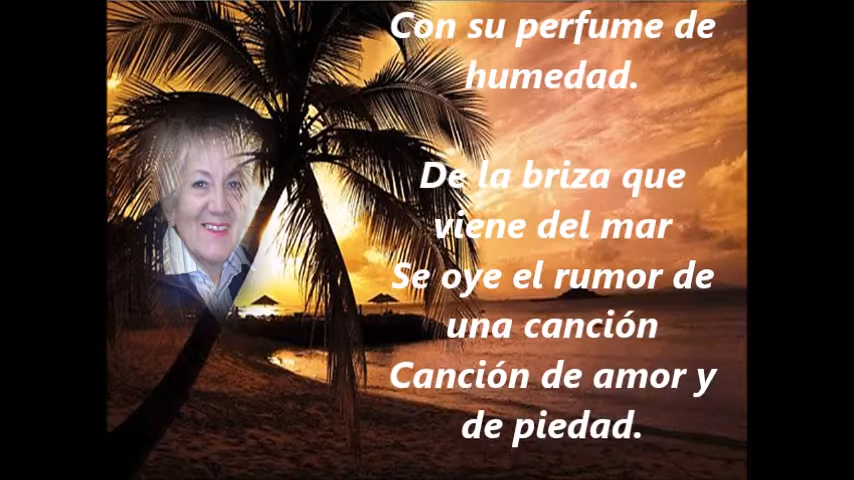 Con su perfume de
humedad.
De la briza que
viene del mar
Se oye el rumor de
una canción
Canción de amor y
de piedad.